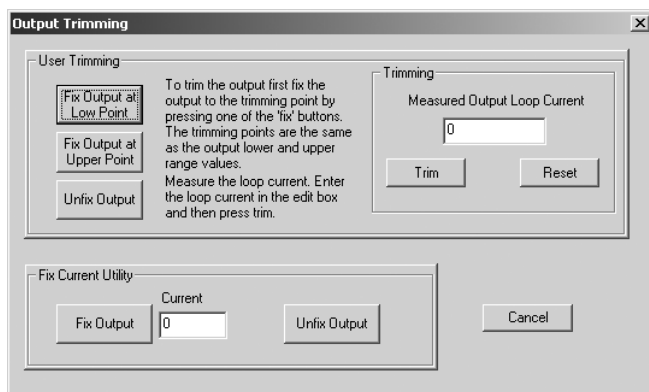 Output Trimming
User Trimming
Fix Output at
Low Point
Fix Output at
Upper Point
Unfix Output
To trim the output first fix the
output to the trimming point by
pressing one of the 'fix' buttons.
The trimming points are the same
as the output lower and upper
range values.
Measure the loop current. Enter
the loop current in the edit box
and then press trim.
Trimming
Measured Output Loop Current
0
Trim
Reset
Fix Current Utility
Fix Output
Current
0
Unfix Output
Cancel